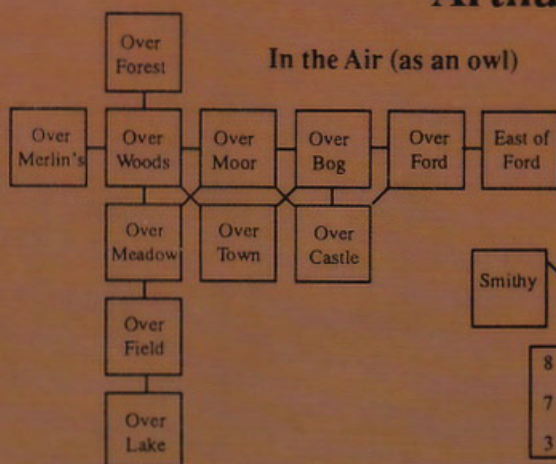 In the Air (as an owl)
Over
Forest
Over
Merlin's
Over
Woods
Over
Moor
Over
Bog
Over
Ford
East of
Ford
Over
Meadow
Over
Town
Over
Castle
Smithy
Over
Field
8
7
3
Over
Lake